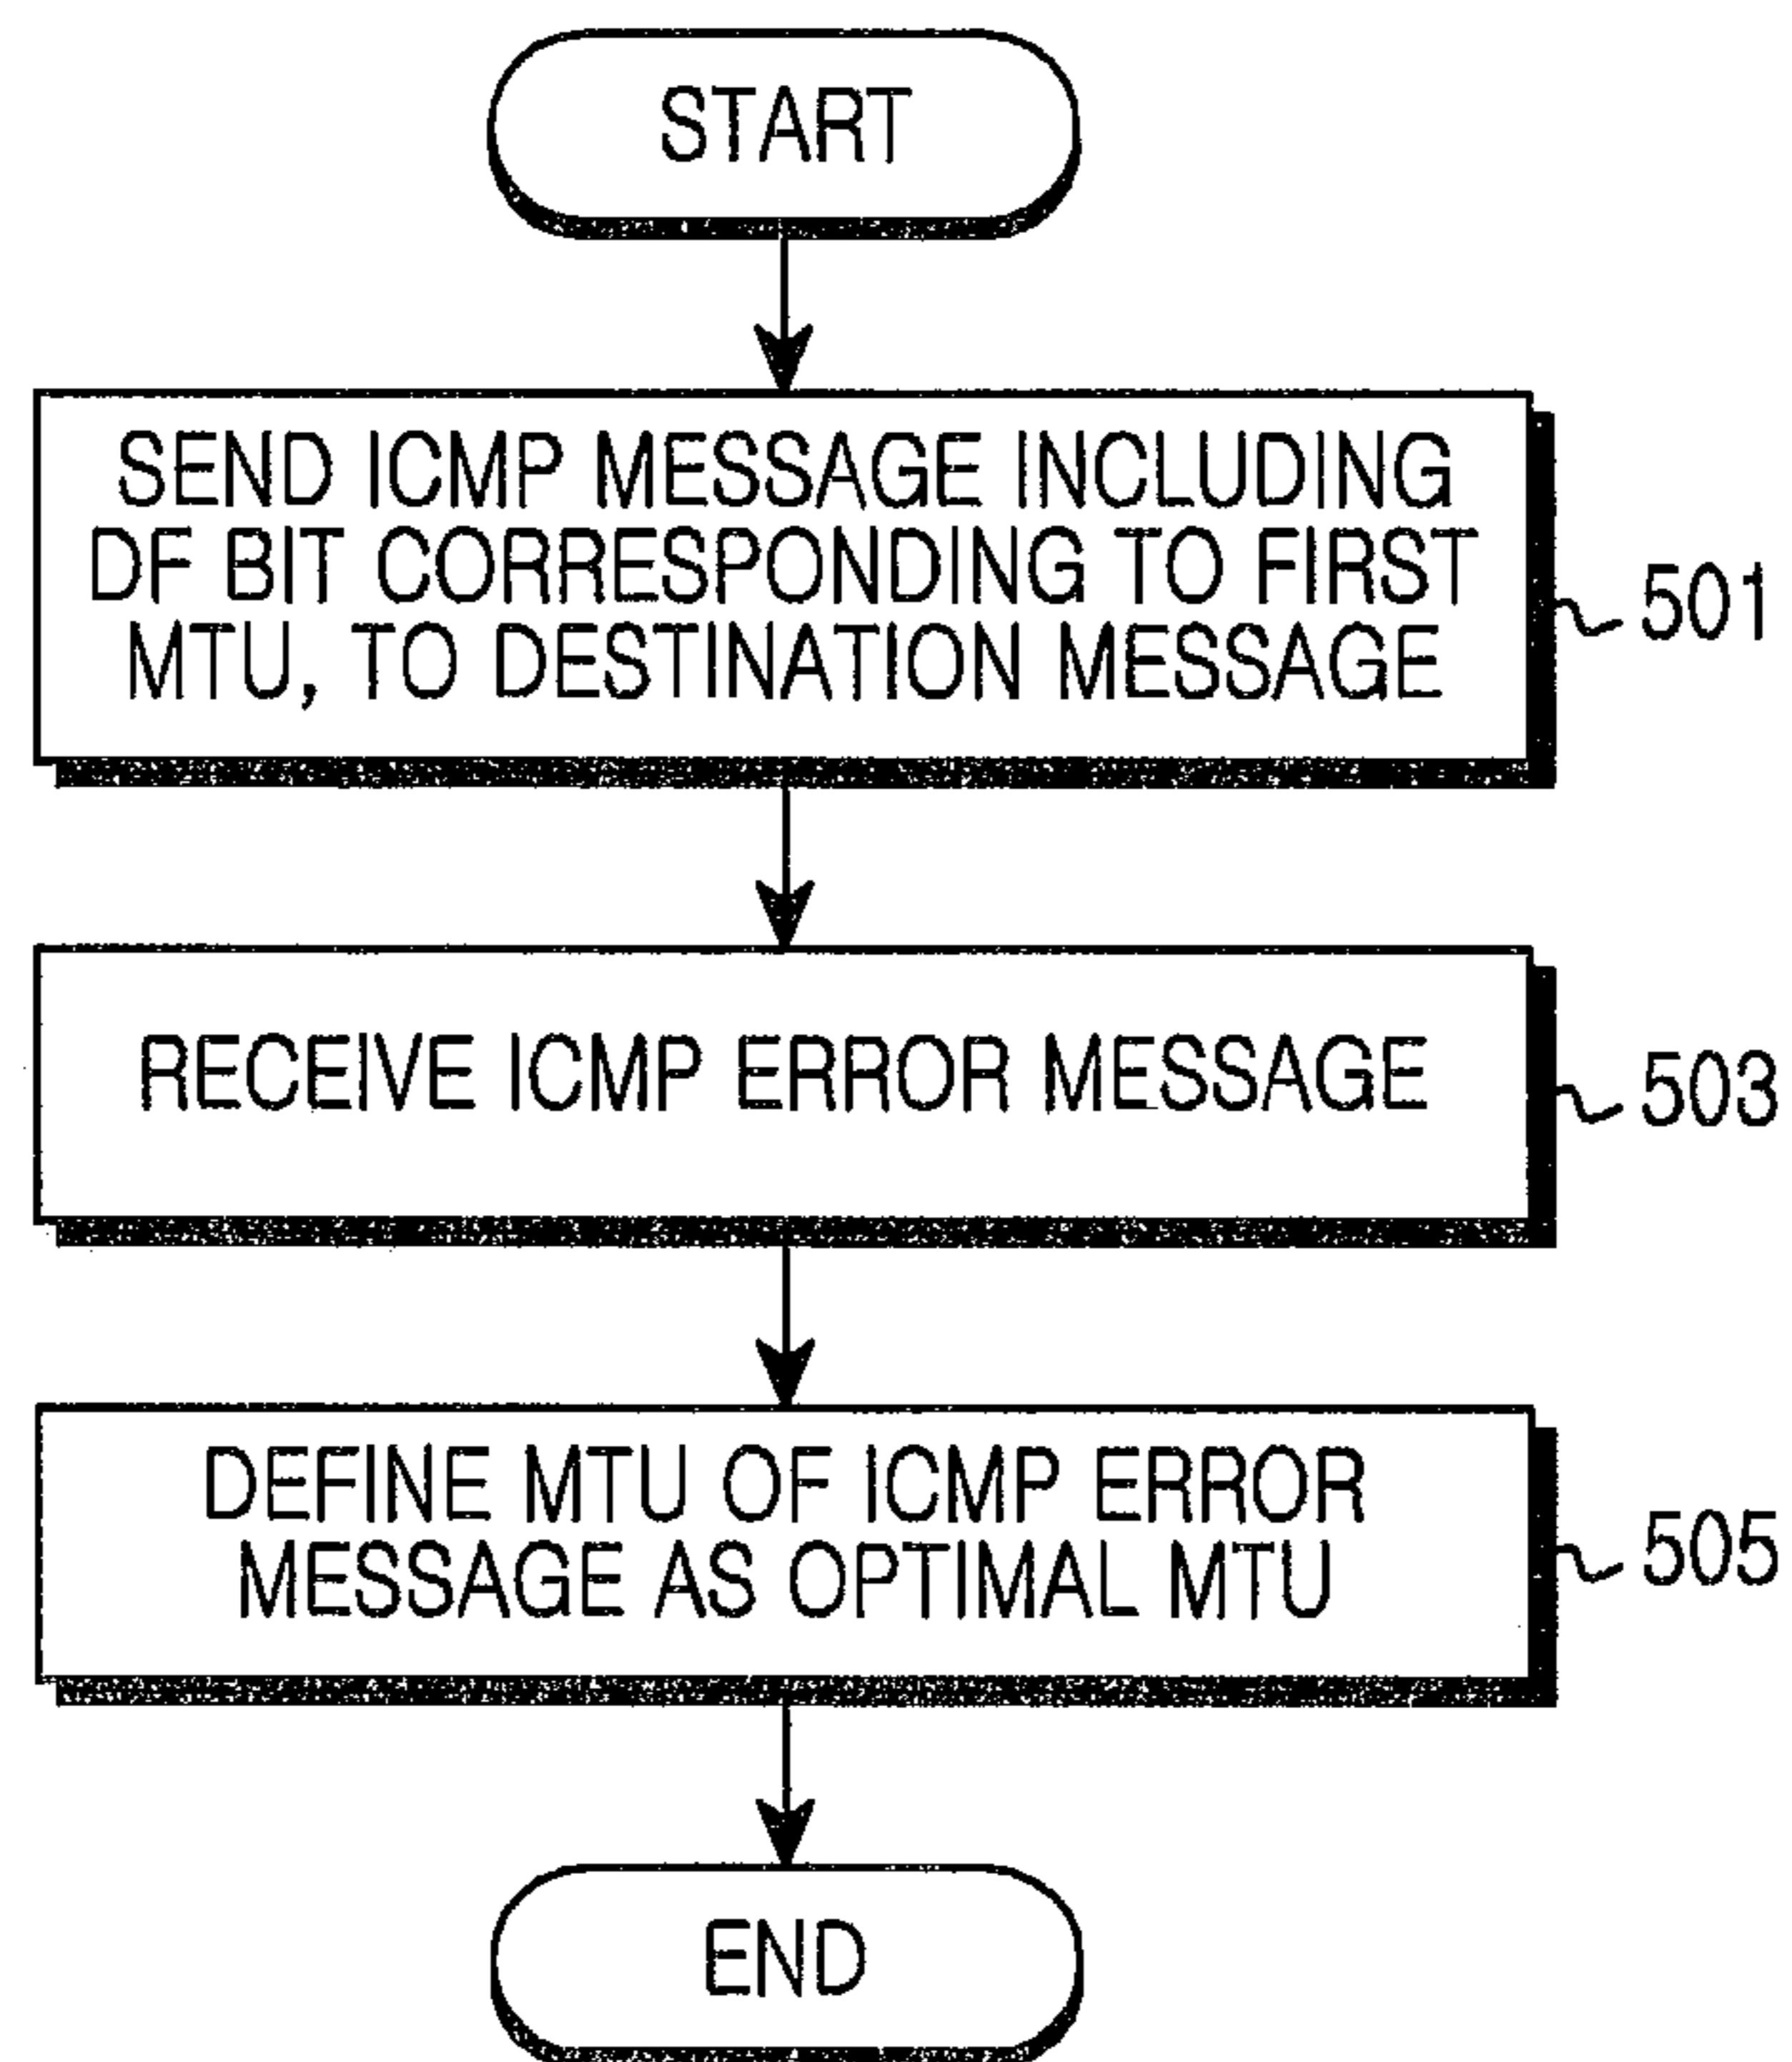 START
SEND ICMP MESSAGE INCLUDING
DF BIT CORRESPONDING TO FIRST
MTU, TO DESTINATION MESSAGE
501
RECEIVE ICMP ERROR MESSAGE
503
DEFINE MTU OF ICMP ERROR
MESSAGE AS OPTIMAL MTU
505
END